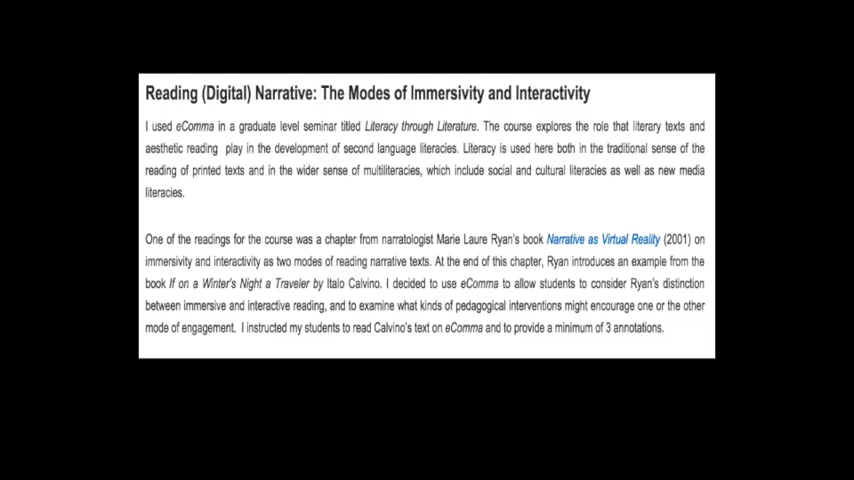 Reading (Digital) Narrative: The Modes of Immersivity and Interactivity
I used eComma in a graduate level seminar titled Literacy through Literature. The course explores the role that literary texts and
aesthetic reading play in the development of second language literacies. Literacy is used here both in the traditional sense of the
reading of printed texts and in the wider sense of multiliteracies, which include social and cultural literacies as well as new media
literacies.
One of the readings for the course was a chapter from narratologist Marie Laure Ryan's book Narrative as Virtual Reality (2001) on
immersivity and interactivity as two modes of reading narrative texts. At the end of this chapter, Ryan introduces an example from the
book If on a Winter's Night a Traveler by Italo Calvino. I decided to use eComma to allow students to consider Ryan's distinction
between immersive and interactive reading, and to examine what kinds of pedagogical interventions might encourage one or the other
mode of engagement. I instructed my students to read Calvino's text on eComma and to provide a minimum of 3 annotations.